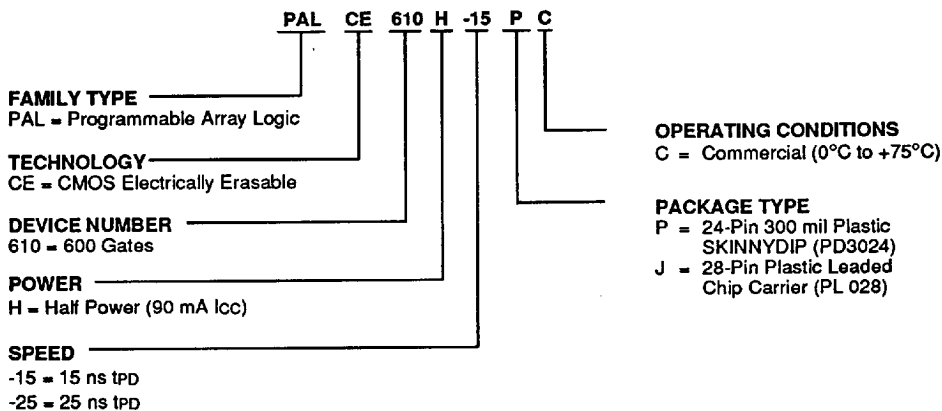 PAL CE 610 H -15 P C
FAMILY TYPE
PAL = Programmable Array Logic
TECHNOLOGY
CE = CMOS Electrically Erasable
DEVICE NUMBER
610 = 600 Gates
POWER
H = Half Power (90 mA ICC)
SPEED
-15 = 15 ns tPD
-25 = 25 ns tPD
OPERATING CONDITIONS
C = Commercial (0°C to +75°C)
PACKAGE TYPE
P = 24-Pin 300 mil Plastic
SKINNYDIP (PD3024)
J = 28-Pin Plastic Leaded
Chip Carrier (PL 028)